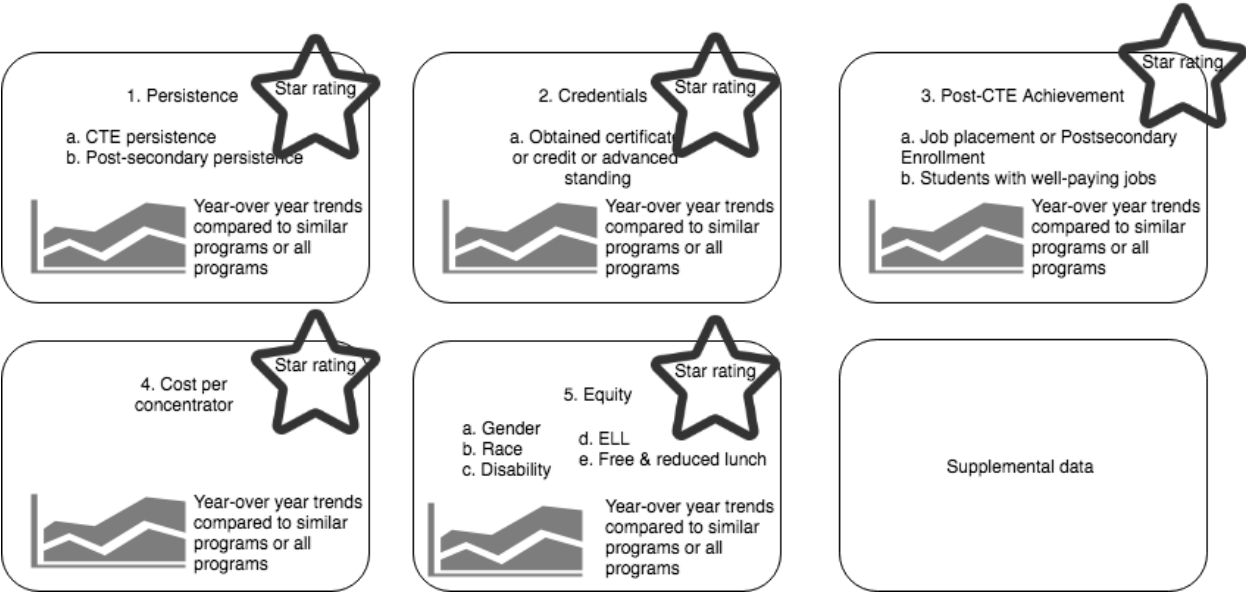 Star rating
1. Persistence
a. CTE persistence
b. Post-secondary persistence
Year-over year trends
compared to similar
programs or all
programs
Star rating
2. Credentials
a. Obtained certificate
or credit or advanced
standing
Year-over year trends
compared to similar
programs or all
programs
Star rating
3. Post-CTE Achievement
a. Job placement or Postsecondary
Enrollment
b. Students with well-paying jobs
Year-over year trends
compared to similar
programs or all
programs
Star rating
4. Cost per
concentrator
Year-over year trends
compared to similar
programs or all
programs
Star rating
5. Equity
a. Gender
b. Race
c. Disability
d. ELL
e. Free & reduced lunch
Year-over year trends
compared to similar
programs or all
programs
Supplemental data